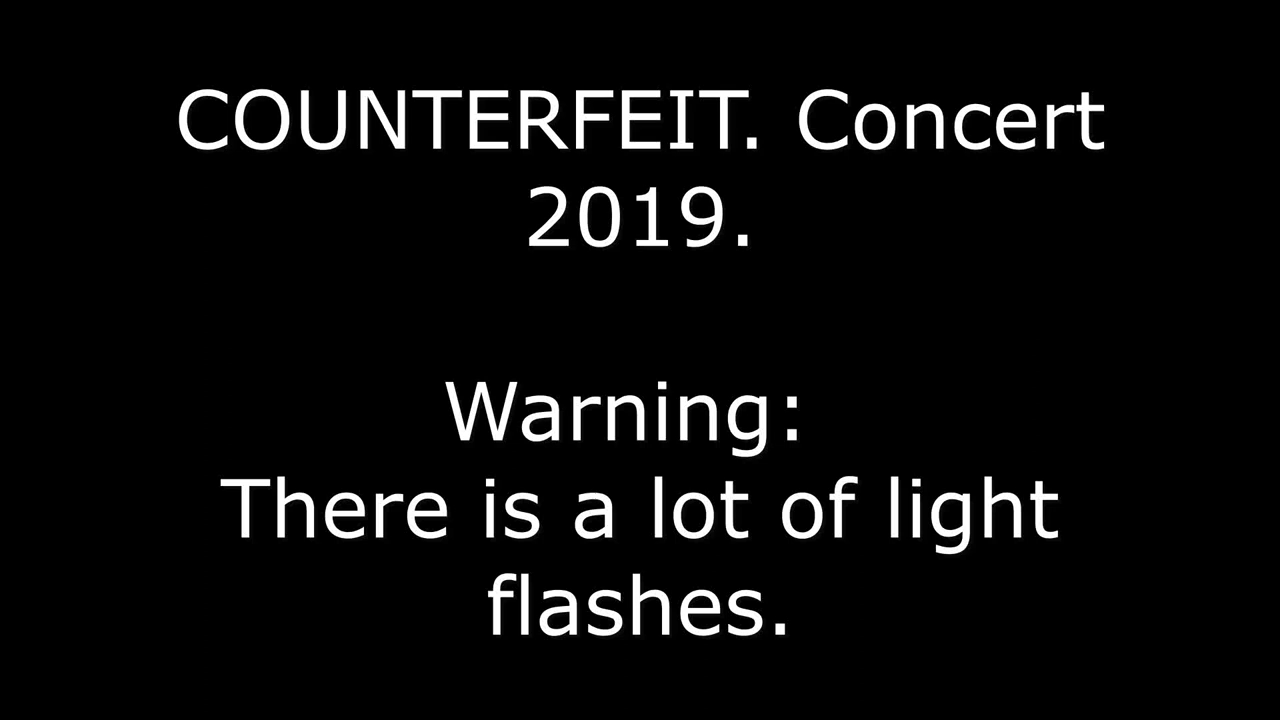 COUNTERFEIT. Concert
2019.
Warning:
There is a lot of light
flashes.